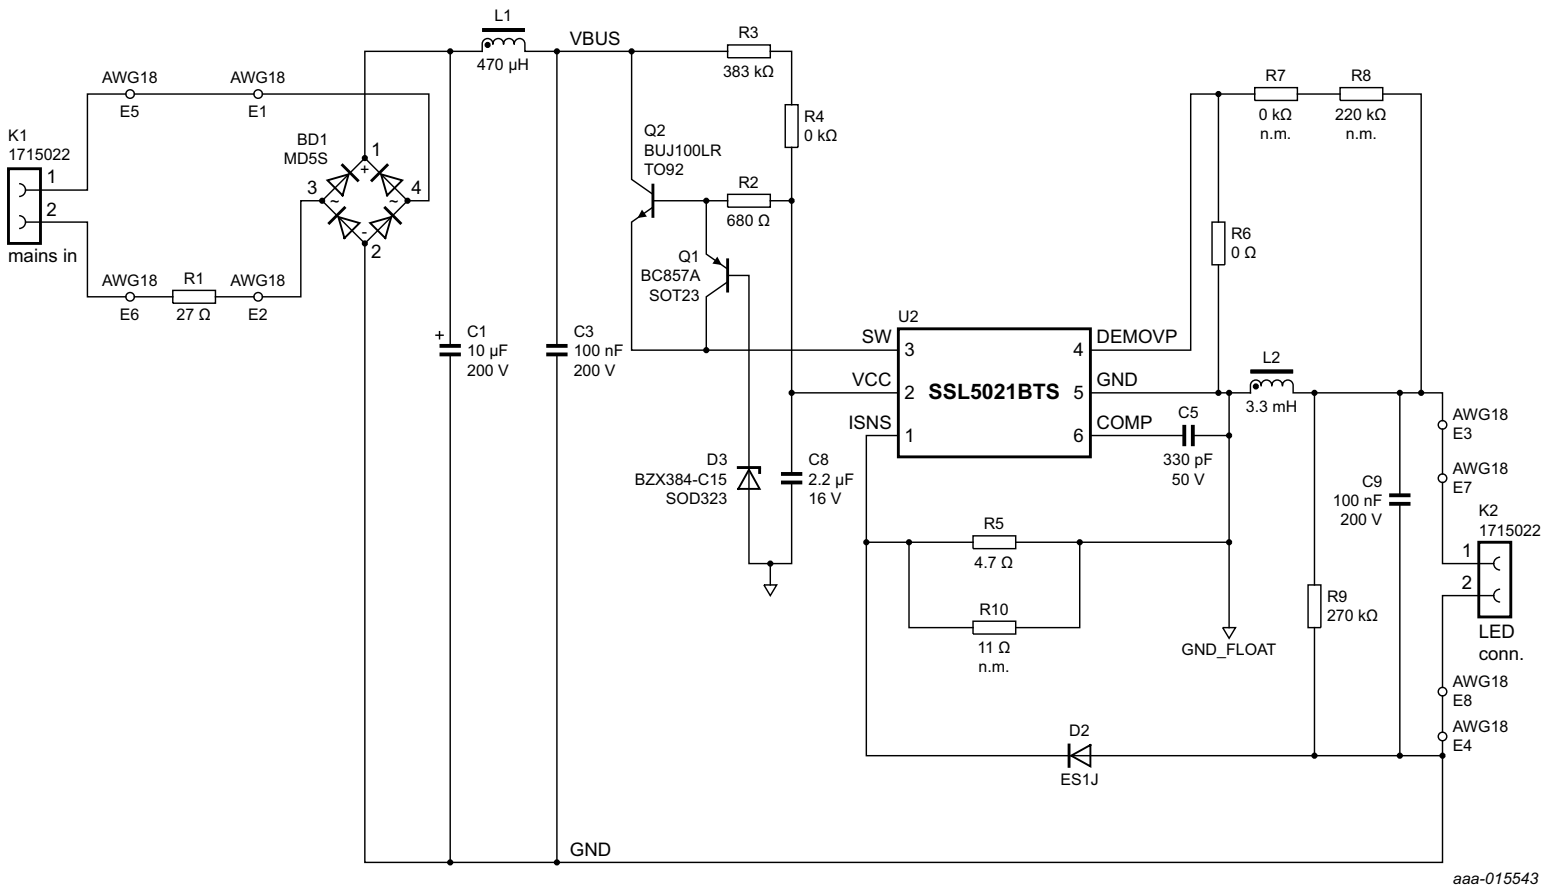 L1
470 µH
VBUS
R3
383 kΩ
R4
0 kΩ
AWG18
E5
AWG18
E1
K1
1715022
1
2
mains in
AWG18
E6
R1
27 Ω
AWG18
E2
BD1
MD5S
1
+
3
~
~
4
-
2
Q2
BUJ100LR
TO92
R2
680 Ω
Q1
BC857A
SOT23
+
C1
10 µF
200 V
C3
100 nF
200 V
D3
BZX384-C15
SOD323
C8
2.2 µF
16 V
U2
SW
3
VCC
2
ISNS
1
SSL5021BTS
4
DEMOVP
5
GND
6
COMP
R7
0 kΩ
n.m.
R8
220 kΩ
n.m.
R6
0 Ω
L2
3.3 mH
C5
330 pF
50 V
R5
4.7 Ω
R10
11 Ω
n.m.
GND_FLOAT
D2
ES1J
R9
270 kΩ
C9
100 nF
200 V
AWG18
E3
AWG18
E7
K2
1715022
1
2
LED
conn.
AWG18
E8
AWG18
E4
GND
aaa-015543